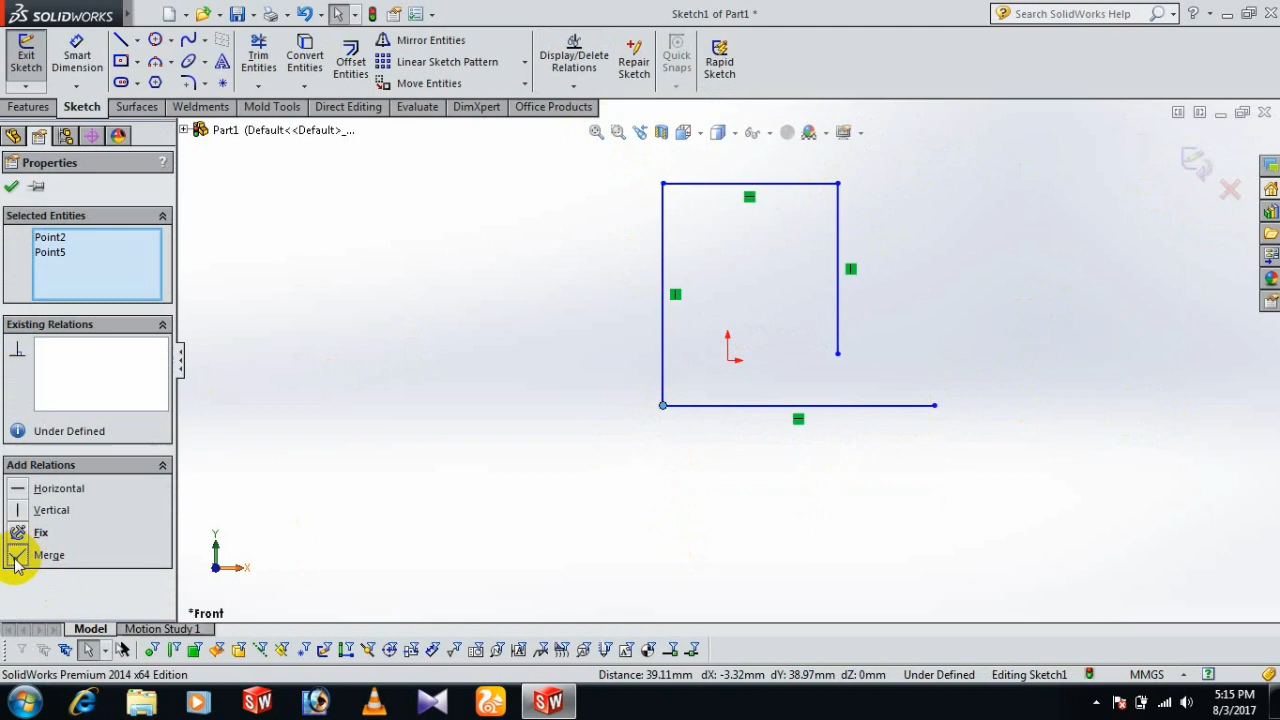 SOLIDWORKS
Sketch1 of Part1 *
Search SolidWorks Help
Exit Sketch
Smart Dimension
Trim Entities
Convert Entities
Offset Entities
Mirror Entities
Linear Sketch Pattern
Move Entities
Display/Delete Relations
Repair Sketch
Quick Snaps
Rapid Sketch
Features Sketch Surfaces Weldments Mold Tools Direct Editing Evaluate DimXpert Office Products
Part1 (Default<<Default>_...
Properties ?
Selected Entities
Point2
Point5
Existing Relations
Under Defined
Add Relations
Horizontal
Vertical
Fix
Merge
Y
X
*Front
Model Motion Study 1
SolidWorks Premium 2014 x64 Edition
Distance: 39.11mm dX: -3.32mm dY: 38.97mm dZ: 0mm Under Defined Editing Sketch1 MMGS
5:15 PM
8/3/2017